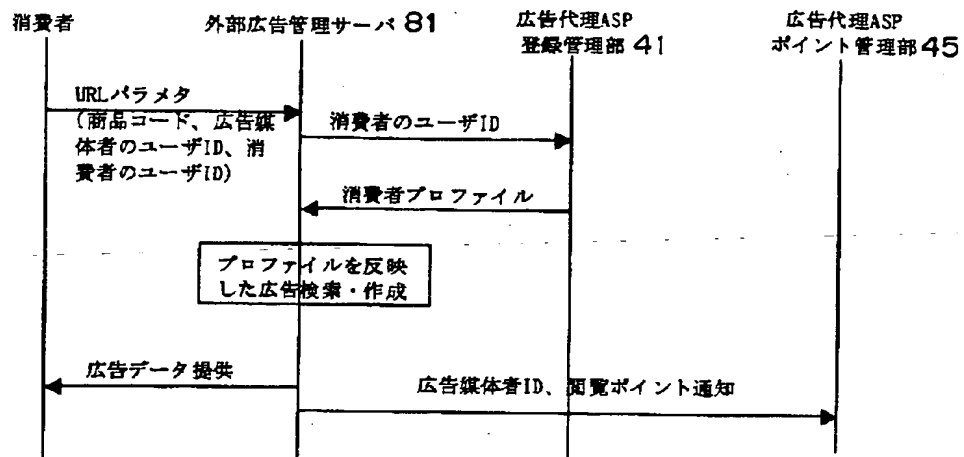 消費者
外部広告管理サーバ 81
広告代理ASP
登録管理部 41
広告代理ASP
ポイント管理部 45
URLパラメタ
(商品コード、広告媒
体者のユーザID、消
費者のユーザID)
消費者のユーザID
消費者プロファイル
プロファイルを反映
した広告検索・作成
広告データ提供
広告媒体者ID、閲覧ポイント通知